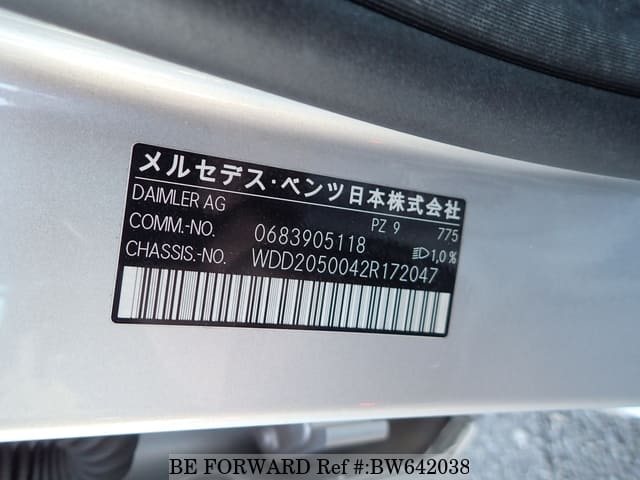 メルセデス・ベンツ日本株式会社
DAIMLER AG PZ 9 775
COMM.-NO. 0683905118 1,0%
CHASSIS.-NO. WDD2050042R172047
BE FORWARD Ref #:BW642038